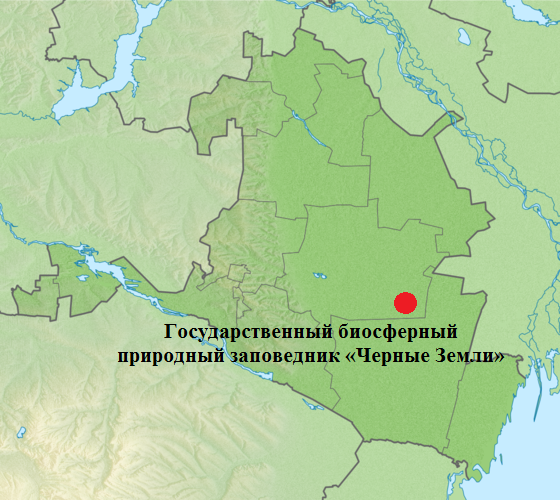 Государственный биосферный
природный заповедник «Черные Земли»